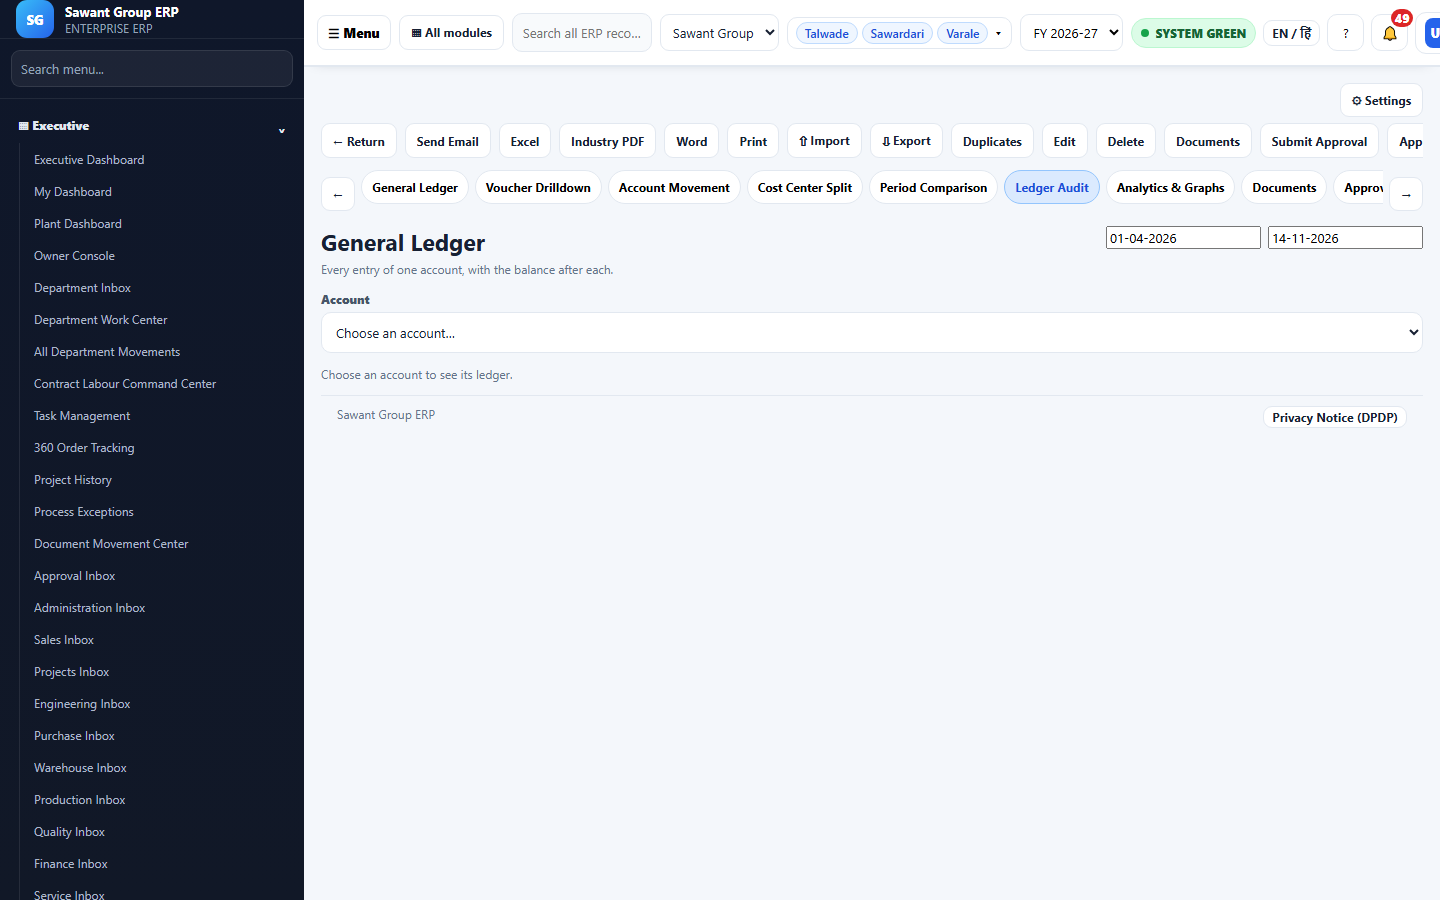 SG
Sawant Group ERP
ENTERPRISE ERP
☰ Menu
All modules
Search all ERP reco...
Sawant Group
Talwade
Sawardari
Varale
FY 2026-27
SYSTEM GREEN
EN / हिं
?
49
U
Search menu...
Executive
Executive Dashboard
My Dashboard
Plant Dashboard
Owner Console
Department Inbox
Department Work Center
All Department Movements
Contract Labour Command Center
Task Management
360 Order Tracking
Project History
Process Exceptions
Document Movement Center
Approval Inbox
Administration Inbox
Sales Inbox
Projects Inbox
Engineering Inbox
Purchase Inbox
Warehouse Inbox
Production Inbox
Quality Inbox
Finance Inbox
Service Inbox
⚙ Settings
← Return
Send Email
Excel
Industry PDF
Word
Print
⇧ Import
⇩ Export
Duplicates
Edit
Delete
Documents
Submit Approval
App
←
General Ledger
Voucher Drilldown
Account Movement
Cost Center Split
Period Comparison
Ledger Audit
Analytics & Graphs
Documents
Approv
→
General Ledger
01-04-2026
14-11-2026
Every entry of one account, with the balance after each.
Account
Choose an account...
Choose an account to see its ledger.
Sawant Group ERP
Privacy Notice (DPDP)